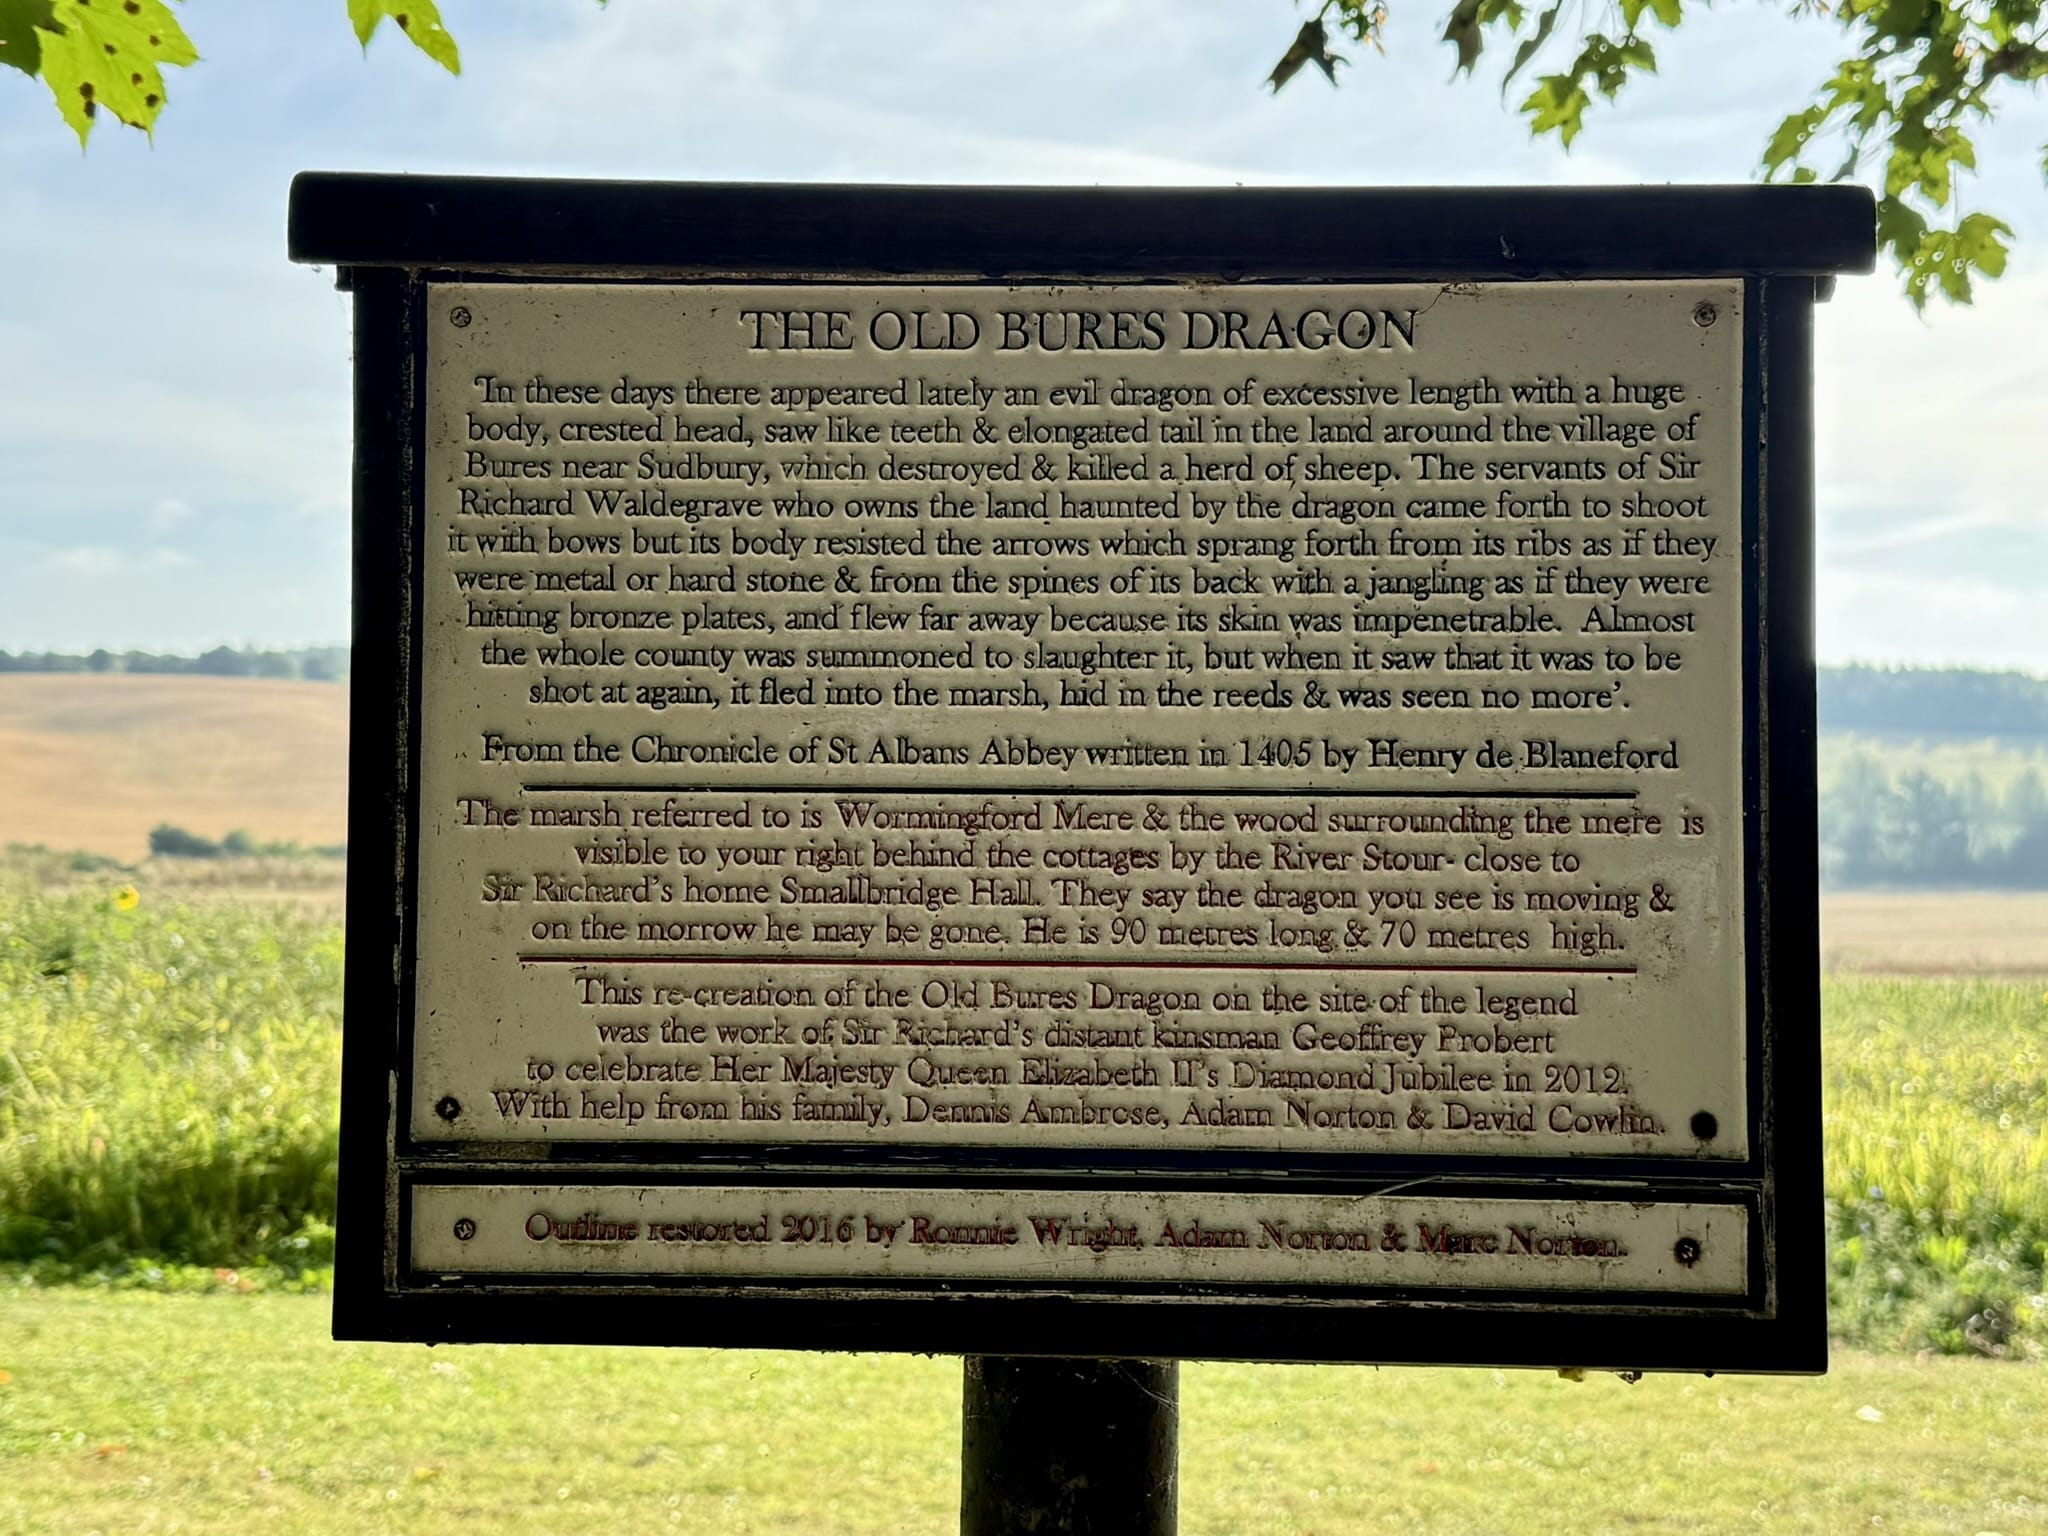 THE OLD BURES DRAGON
'In these days there appeared lately an evil dragon of excessive length with a huge
body, crested head, saw like teeth & elongated tail in the land around the village of
Bures near Sudbury, which destroyed & killed a herd of sheep. The servants of Sir
Richard Waldegrave who owns the land haunted by the dragon came forth to shoot
it with bows but its body resisted the arrows which sprang forth from its ribs as if they
were metal or hard stone & from the spines of its back with a jangling as if they were
hitting bronze plates, and flew far away because its skin was impenetrable. Almost
the whole county was summoned to slaughter it, but when it saw that it was to be
shot at again, it fled into the marsh, hid in the reeds & was seen no more'.
From the Chronicle of St Albans Abbey written in 1405 by Henry de Blaneford
The marsh referred to is Wormingford Mere & the wood surrounding the mere is
visible to your right behind the cottages by the River Stour- close to
Sir Richard's home Smallbridge Hall. They say the dragon you see is moving &
on the morrow he may be gone. He is 90 metres long & 70 metres high.
This re-creation of the Old Bures Dragon on the site of the legend
was the work of Sir Richard's distant kinsman Geoffrey Probert
to celebrate Her Majesty Queen Elizabeth II's Diamond Jubilee in 2012.
With help from his family, Dennis Ambrose, Adam Norton & David Cowlin.
Outline restored 2016 by Ronnie Wright, Adam Norton & Marc Norton.